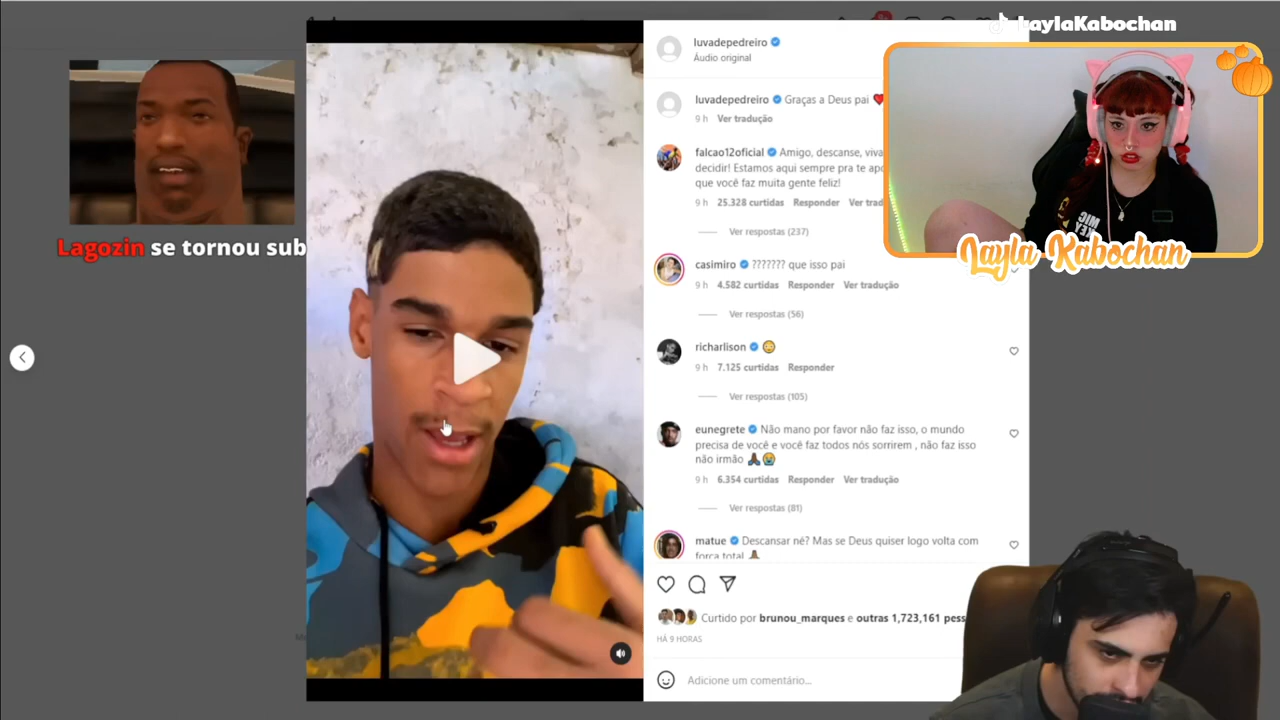 LaylaKabochan
luvadepedreiro
Áudio original
luvadepedreiro Graças a Deus pai
9 h Ver tradução
falcao12oficial Amigo, descanse, viva
decidir! Estamos aqui sempre pra te
que você faz muita gente feliz!
9 h 25.328 curtidas Responder Ver
Ver respostas (237)
casimiro ??????? que isso pai
9 h 4.582 curtidas Responder Ver tradução
Ver respostas (56)
richarlison
9 h 7.125 curtidas Responder
Ver respostas (105)
eunegrete Não mano por favor não faz isso, o mundo
precisa de você e você faz todos nós sorrirem , não faz isso
não irmão
9 h 6.354 curtidas Responder Ver tradução
Ver respostas (81)
matue Descansar né? Mas se Deus quiser logo volta com
força total
Curtido por brunou_marques e outras 1,723,161 pess
HÁ 9 HORAS
Adicione um comentário...
Lagozin se tornou sub
Layla Kabochan